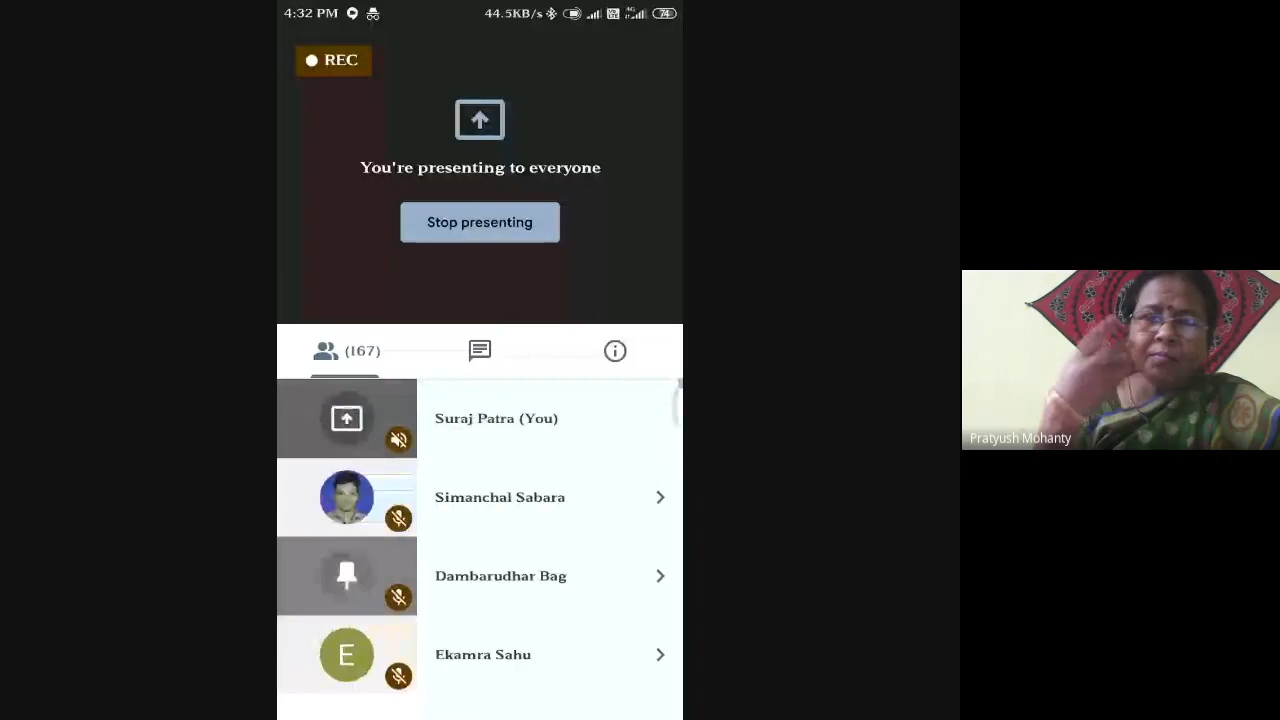 4:32 PM 44.5KB/s 4G 74
REC
You're presenting to everyone
Stop presenting
(167)
Suraj Patra (You)
Simanchal Sabara
Dambarudhar Bag
E Ekamra Sahu
Pratyush Mohanty